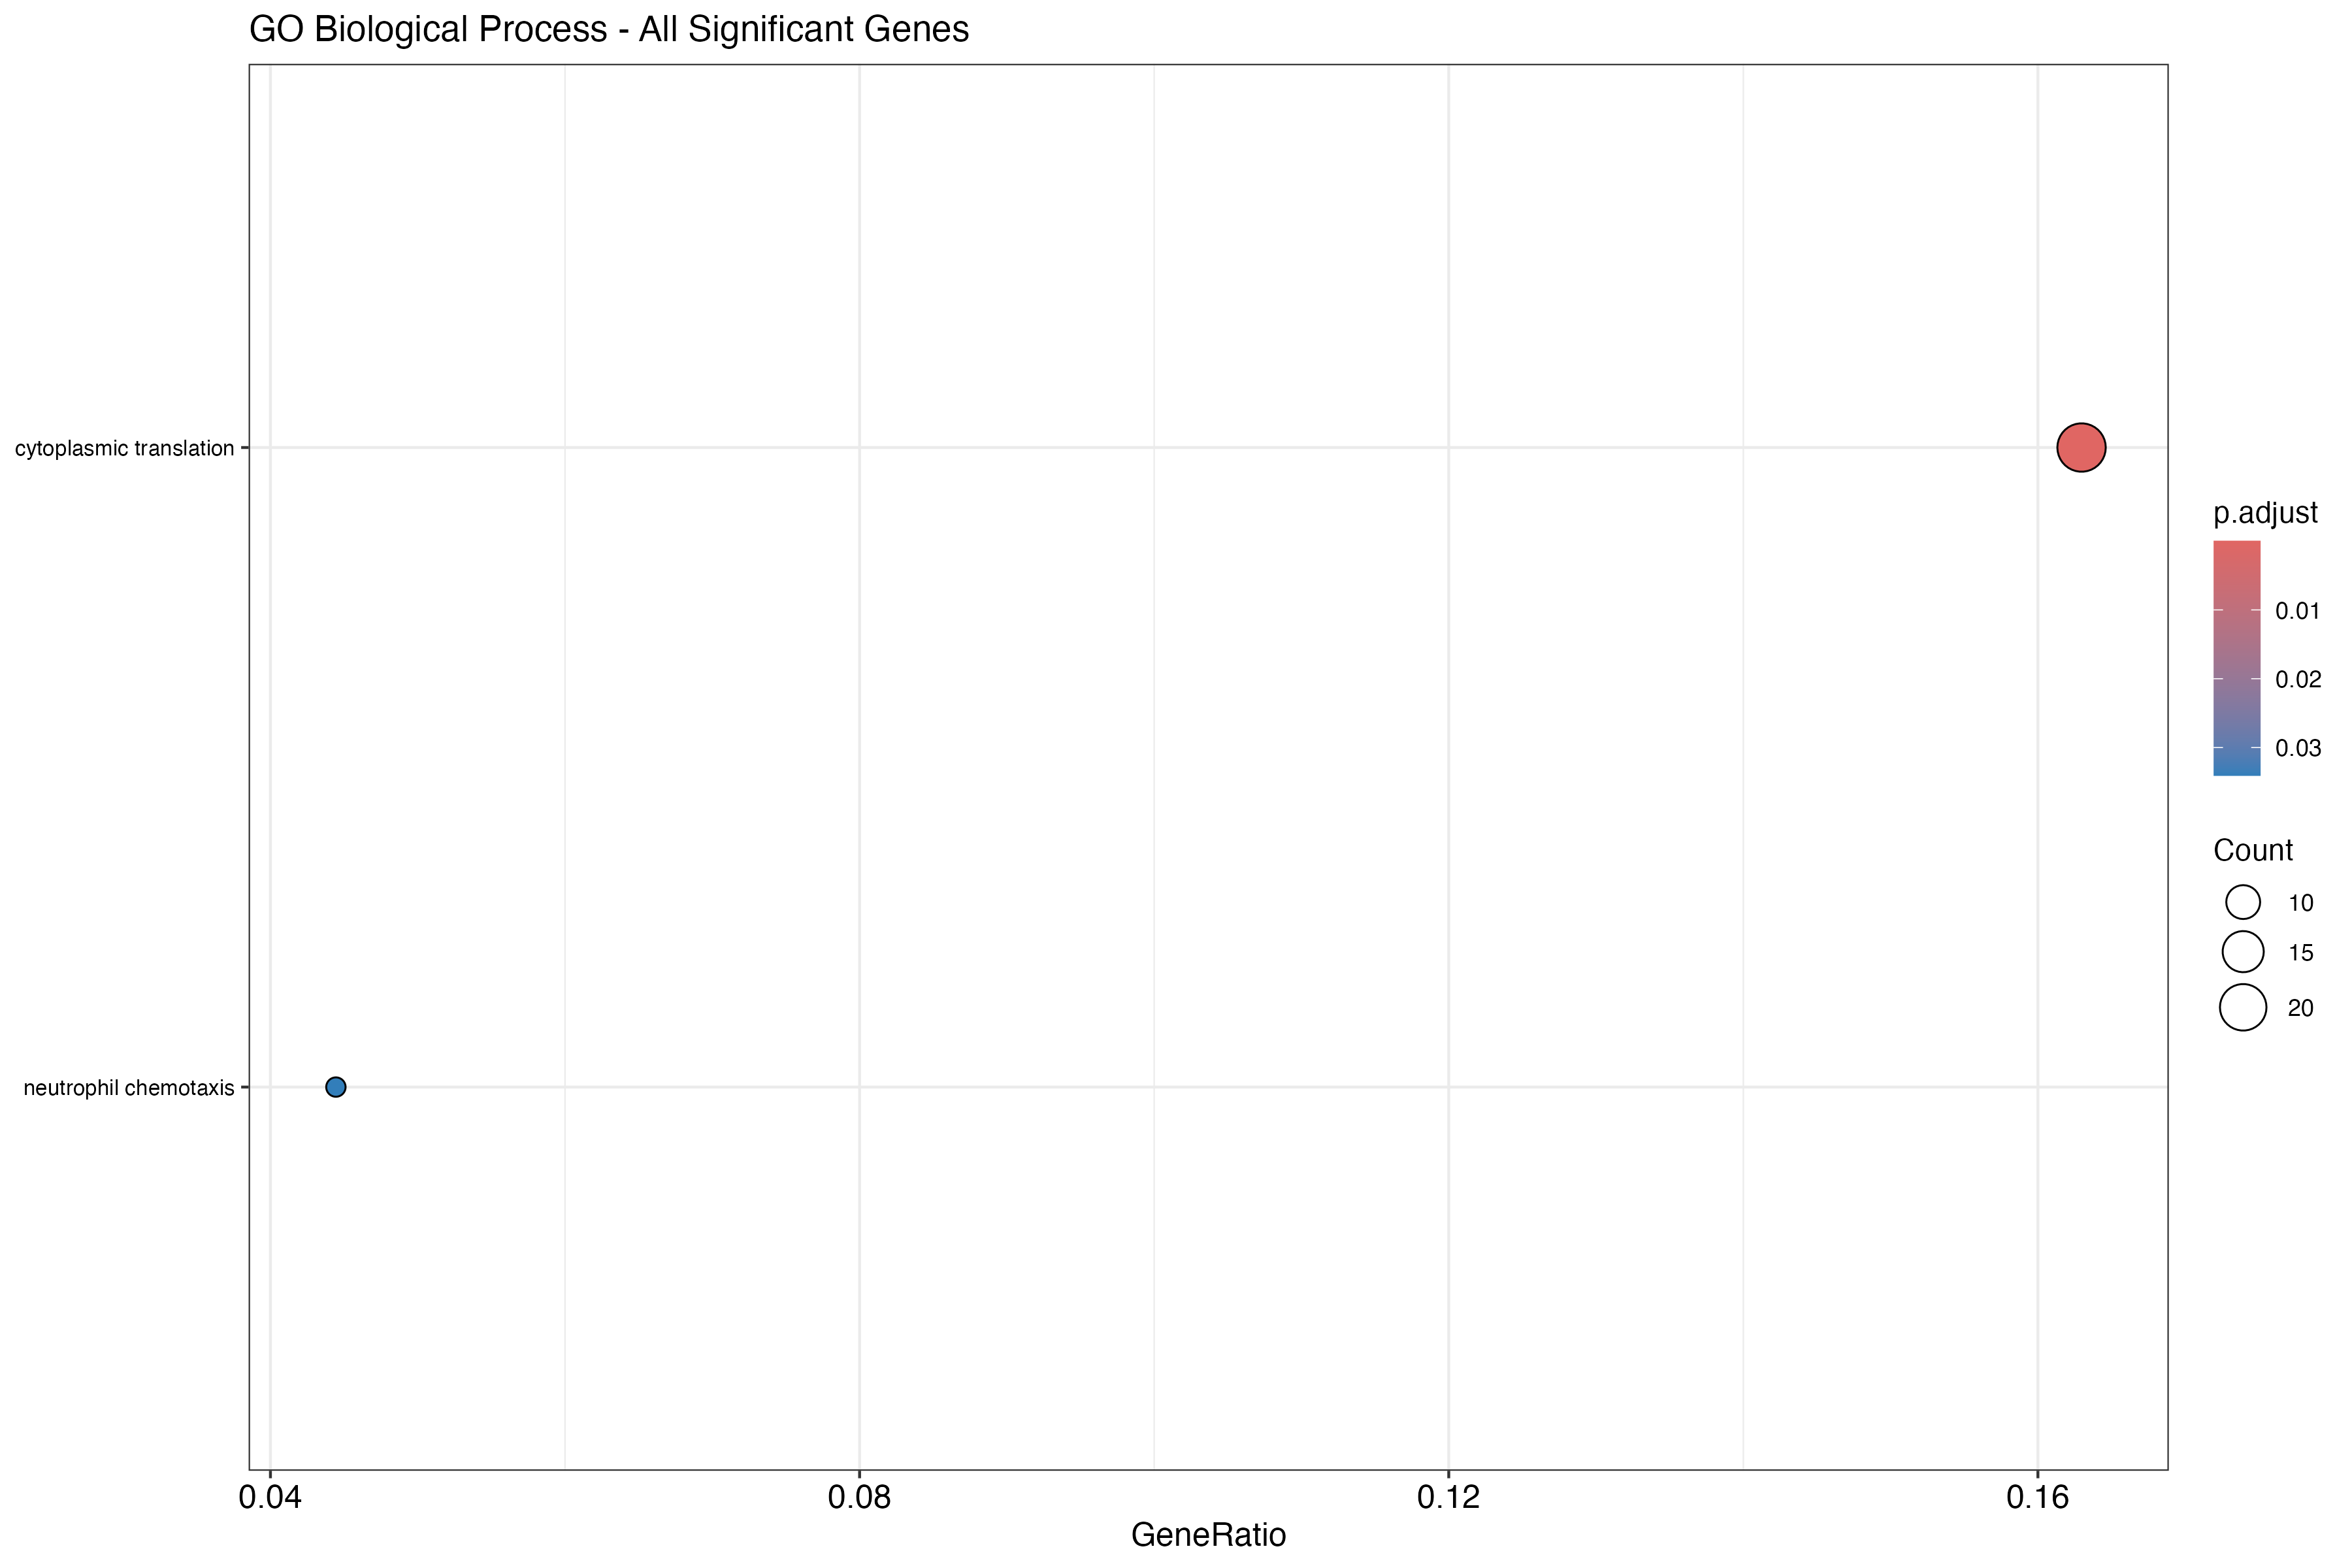 GO Biological Process - All Significant Genes
cytoplasmic translation
neutrophil chemotaxis
0.04
0.08
0.12
0.16
GeneRatio
p.adjust
0.01
0.02
0.03
Count
10
15
20